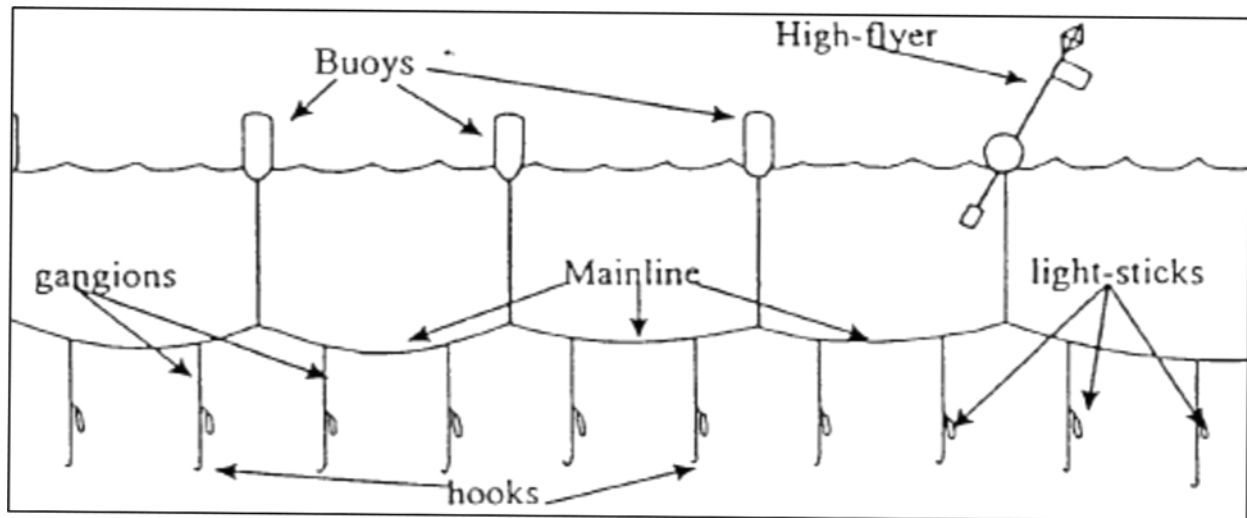 High-flyer
Buoys
gangions
Mainline
light-sticks
hooks